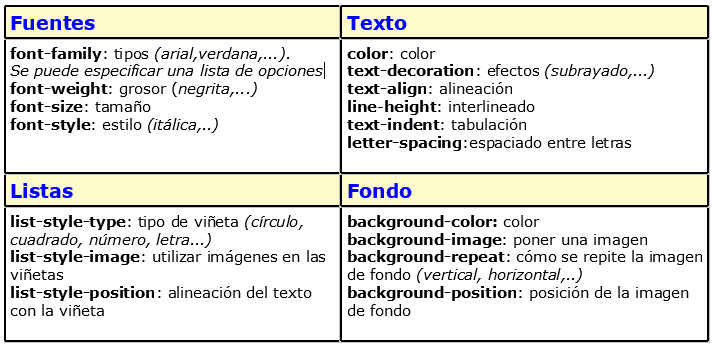 Fuentes
font-family: tipos (arial,verdana,...).
Se puede especificar una lista de opciones
font-weight: grosor (negrita,...)
font-size: tamaño
font-style: estilo (itálica,..)
Texto
color: color
text-decoration: efectos (subrayado,...)
text-align: alineación
line-height: interlineado
text-indent: tabulación
letter-spacing:espaciado entre letras
Listas
list-style-type: tipo de viñeta (círculo,
cuadrado, número, letra...)
list-style-image: utilizar imágenes en las
viñetas
list-style-position: alineación del texto
con la viñeta
Fondo
background-color: color
background-image: poner una imagen
background-repeat: cómo se repite la imagen
de fondo (vertical, horizontal,..)
background-position: posición de la imagen
de fondo